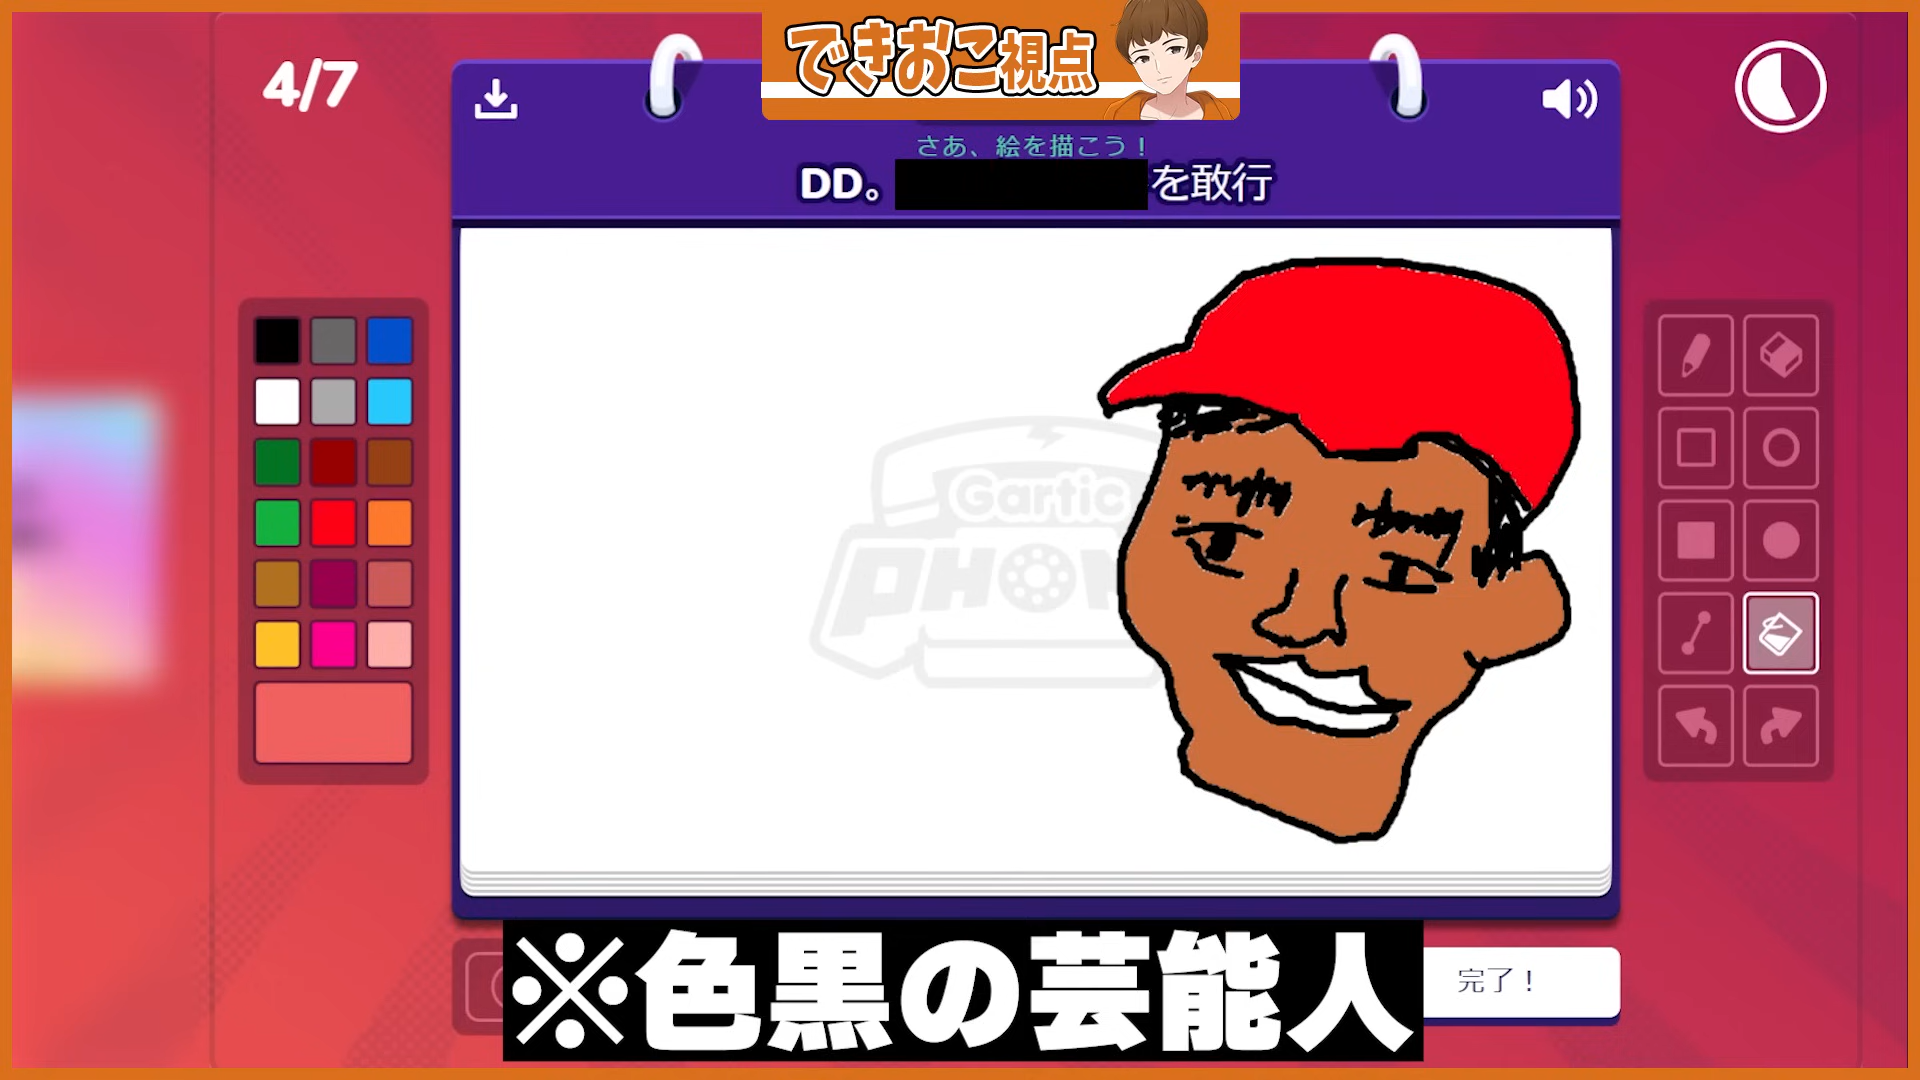 できおこ視点
4/7
さあ、絵を描こう！
DD。
を敢行
Gartic
PHON
※色黒の芸能人
完了！